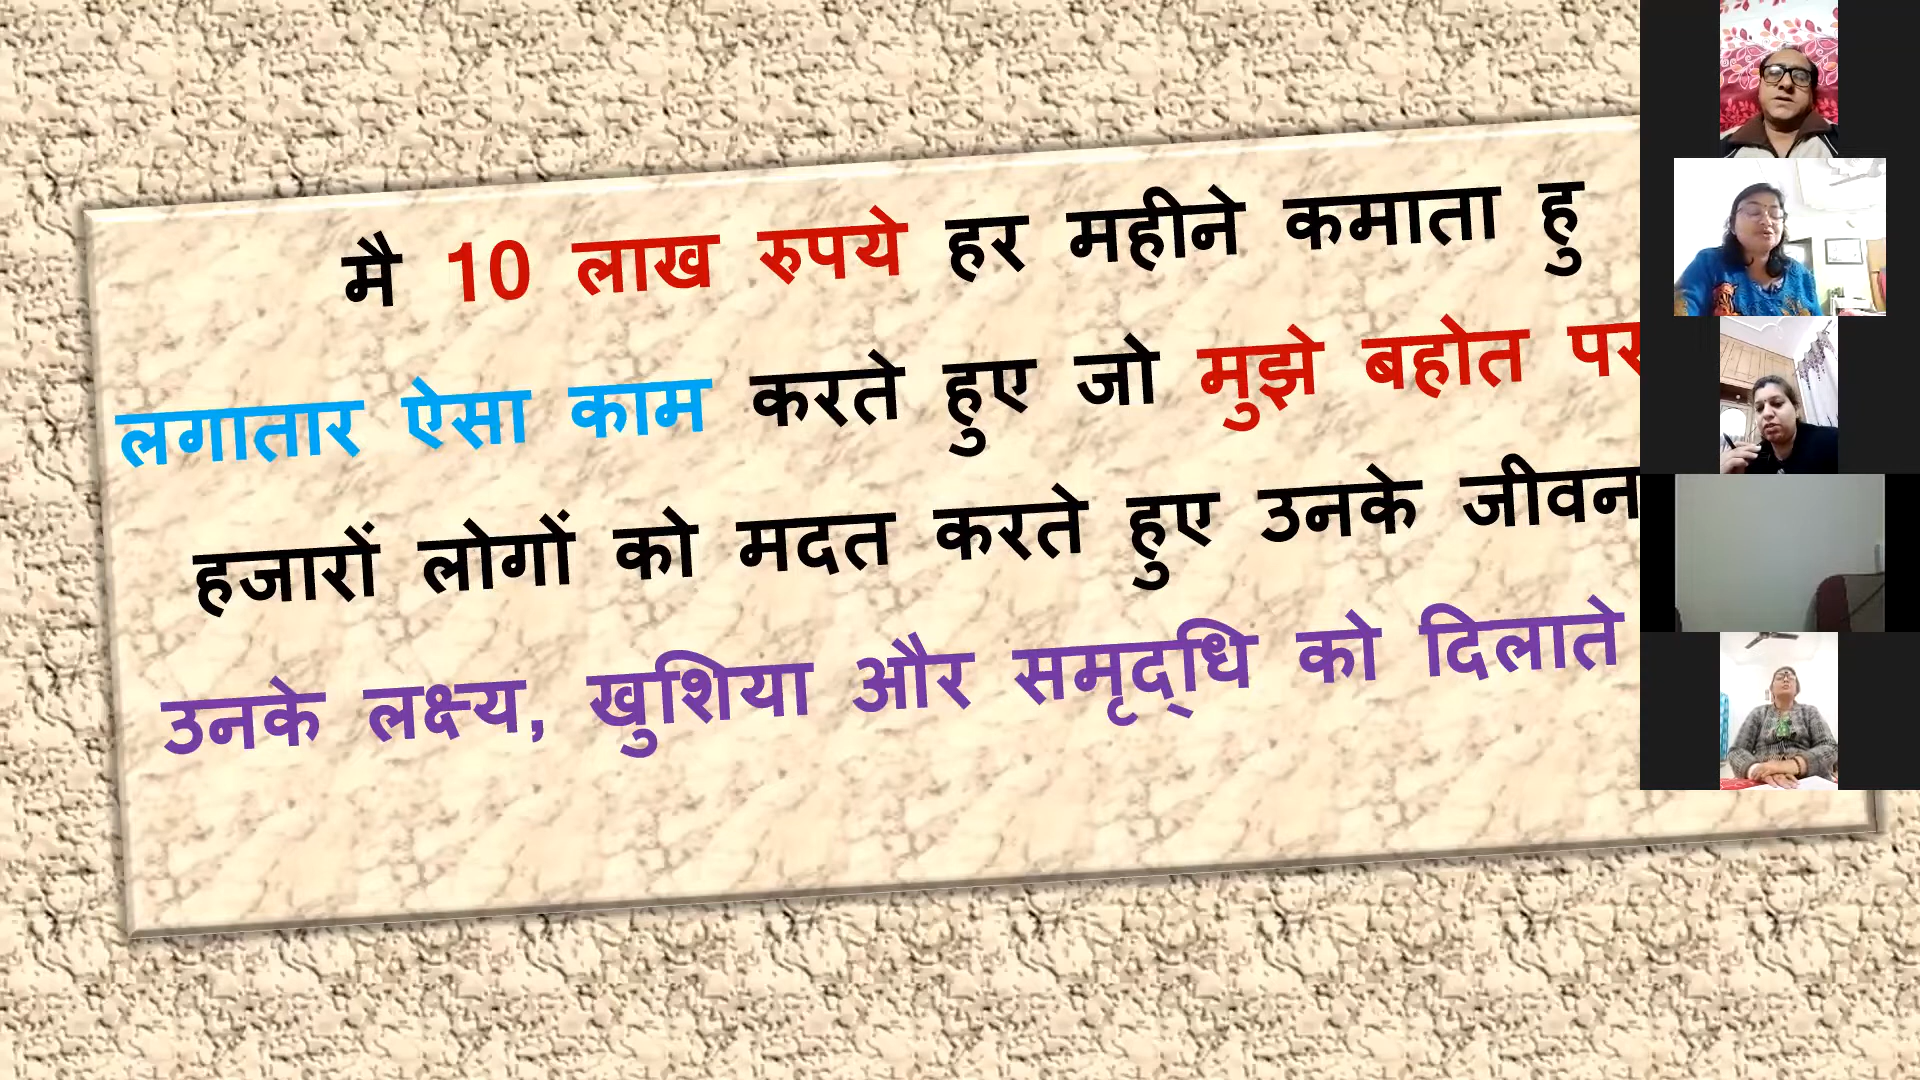 मै 10 लाख रुपये हर महीने कमाता हु
लगातार ऐसा काम करते हुए जो मुझे बहोत
हजारों लोगों को मदत करते हुए उनके जीवन
उनके लक्ष्य, खुशिया और समृद्धि को दिलाते